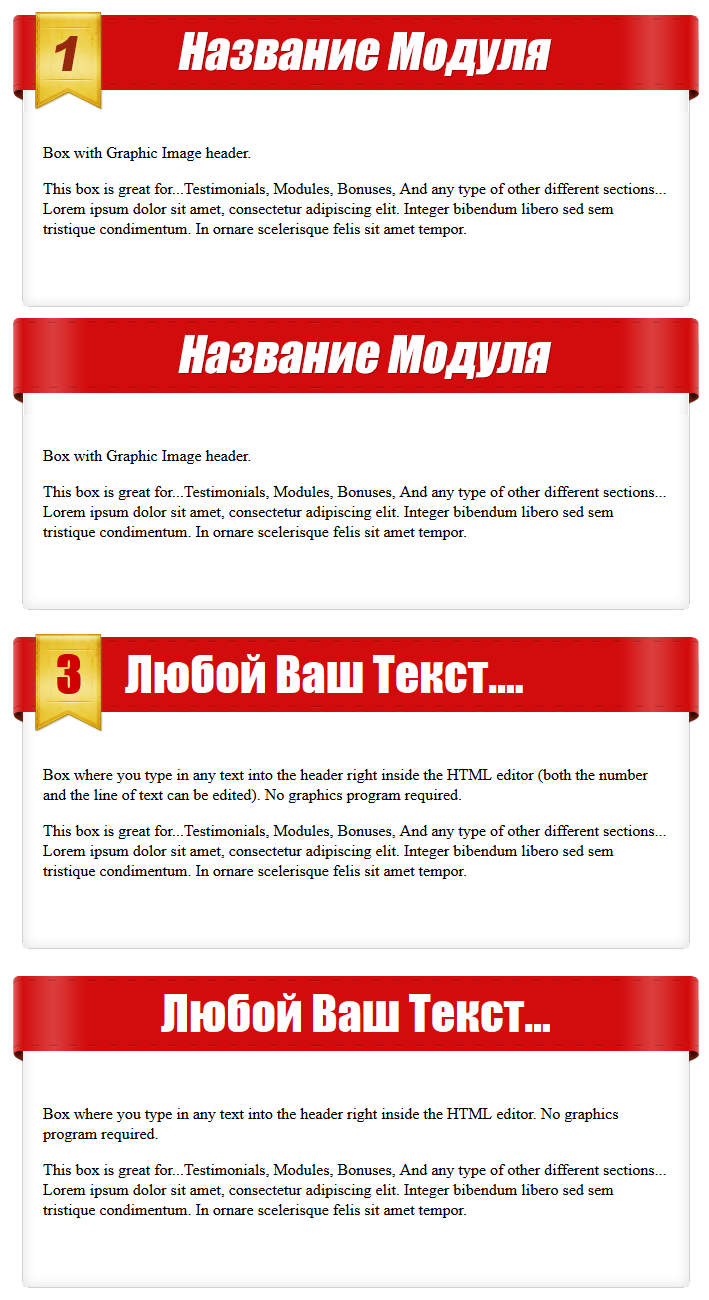 1 Название Модуля
Box with Graphic Image header.
This box is great for...Testimonials, Modules, Bonuses, And any type of other different sections...
Lorem ipsum dolor sit amet, consectetur adipiscing elit. Integer bibendum libero sed sem
tristique condimentum. In ornare scelerisque felis sit amet tempor.
Название Модуля
Box with Graphic Image header.
This box is great for...Testimonials, Modules, Bonuses, And any type of other different sections...
Lorem ipsum dolor sit amet, consectetur adipiscing elit. Integer bibendum libero sed sem
tristique condimentum. In ornare scelerisque felis sit amet tempor.
3 Любой Ваш Текст....
Box where you type in any text into the header right inside the HTML editor (both the number
and the line of text can be edited). No graphics program required.
This box is great for...Testimonials, Modules, Bonuses, And any type of other different sections...
Lorem ipsum dolor sit amet, consectetur adipiscing elit. Integer bibendum libero sed sem
tristique condimentum. In ornare scelerisque felis sit amet tempor.
Любой Ваш Текст...
Box where you type in any text into the header right inside the HTML editor. No graphics
program required.
This box is great for...Testimonials, Modules, Bonuses, And any type of other different sections...
Lorem ipsum dolor sit amet, consectetur adipiscing elit. Integer bibendum libero sed sem
tristique condimentum. In ornare scelerisque felis sit amet tempor.